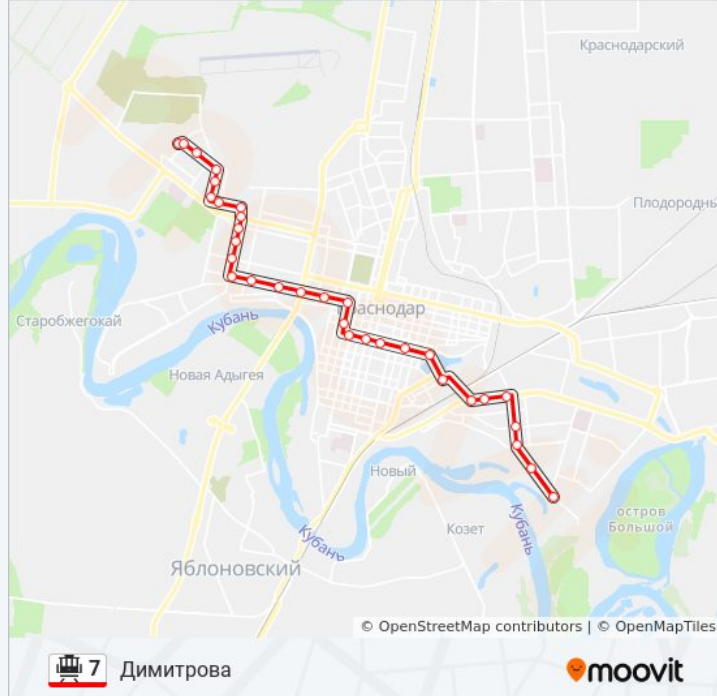 Краснодарский
Плодородны
Краснодар
Старобжегокай
Кубань
Новая Адыгея
Новый
остров
Большой
Козет
Кубань
Кубань
Яблоновский
© OpenStreetMap contributors | © OpenMapTiles
7 Димитрова
moovit